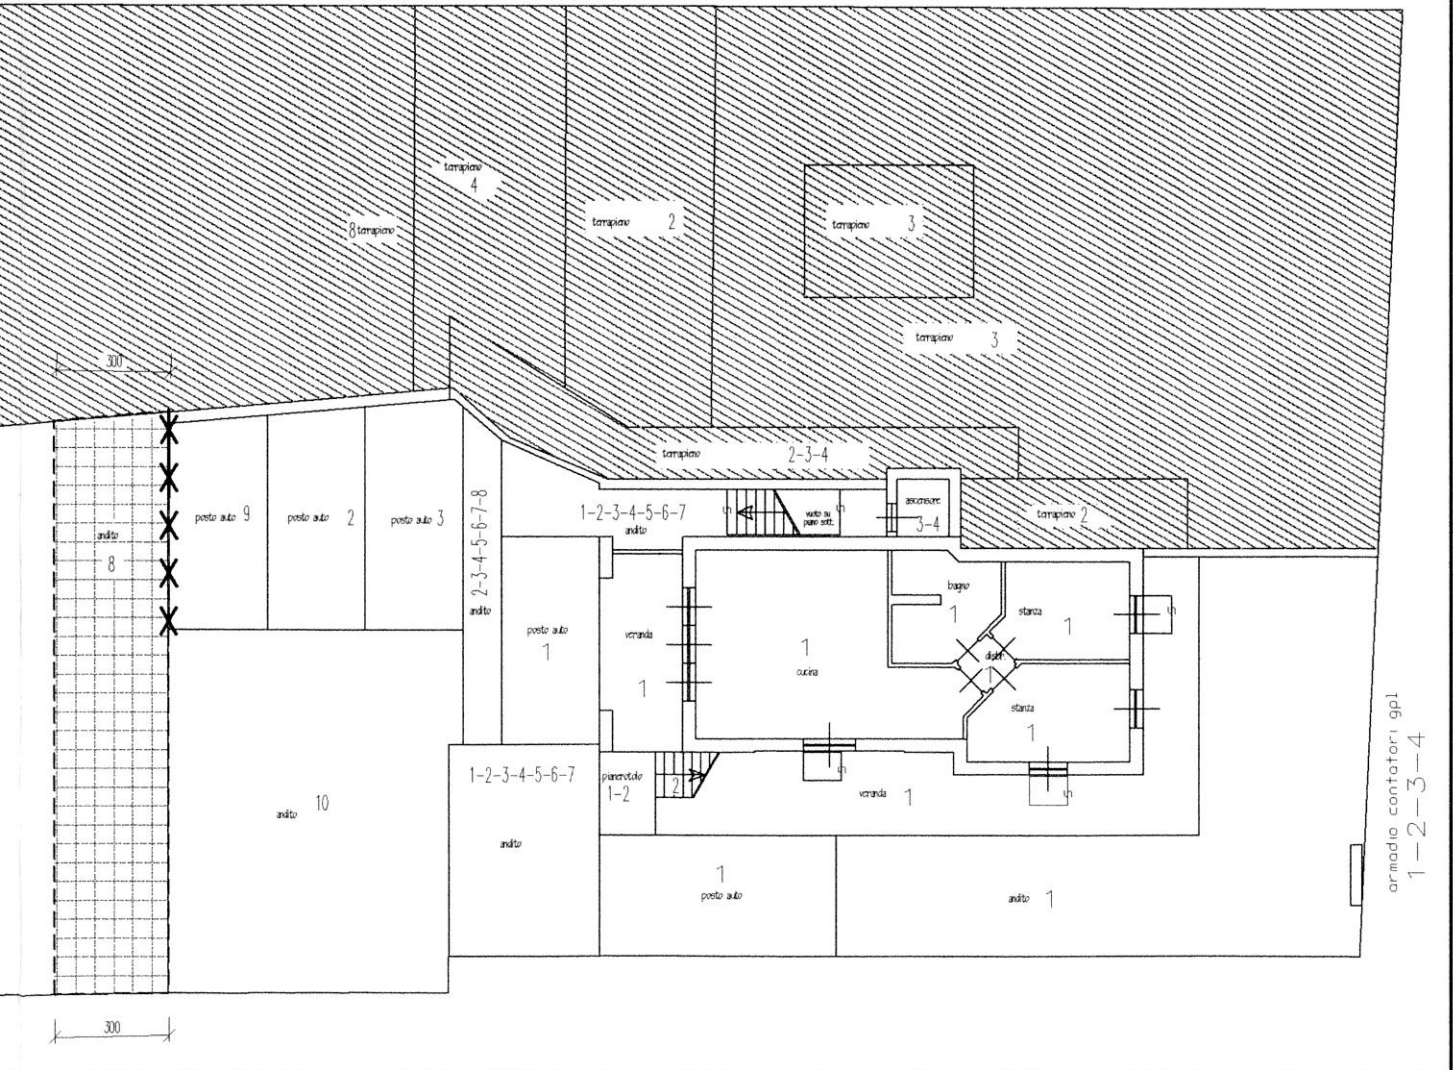 terrapieno
4
terrapieno 2
8 terrapieno
terrapieno 3
terrapieno 3
300
terrapieno 2-3-4
posto auto 9
posto auto 2
posto auto 3
andito
8
2-3-4-5-6-7-8
andito
1-2-3-4-5-6-7
andito
S
vuoto su
piano sott.
S
ascensore
3-4
terrapieno 2
posto auto
1
veranda
1
1
cucina
bagno
1
stanza
1
S
disbr.
1
stanza
1
1-2-3-4-5-6-7
andito
pianerottolo
1-2
2
S
veranda 1
S
andito 10
1
posto auto
andito 1
armadio contatori gpl
1-2-3-4
300